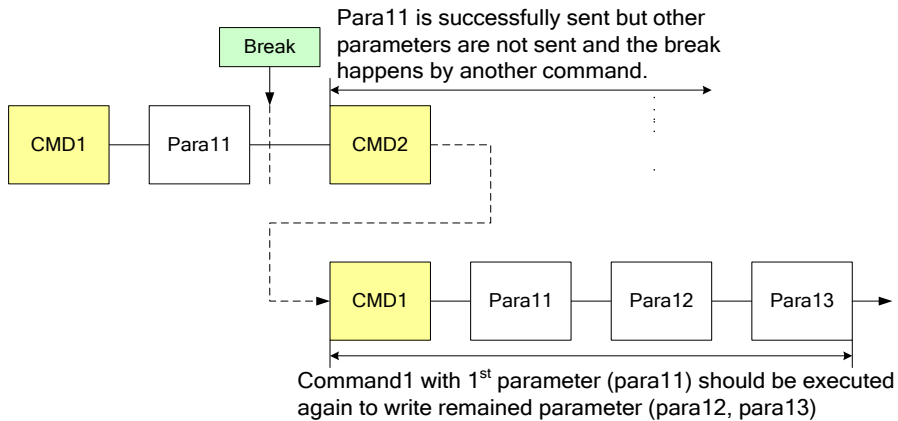 Para11 is successfully sent but other
parameters are not sent and the break
happens by another command.
Break
CMD1
Para11
CMD2
CMD1
Para11
Para12
Para13
Command1 with 1st parameter (para11) should be executed
again to write remained parameter (para12, para13)